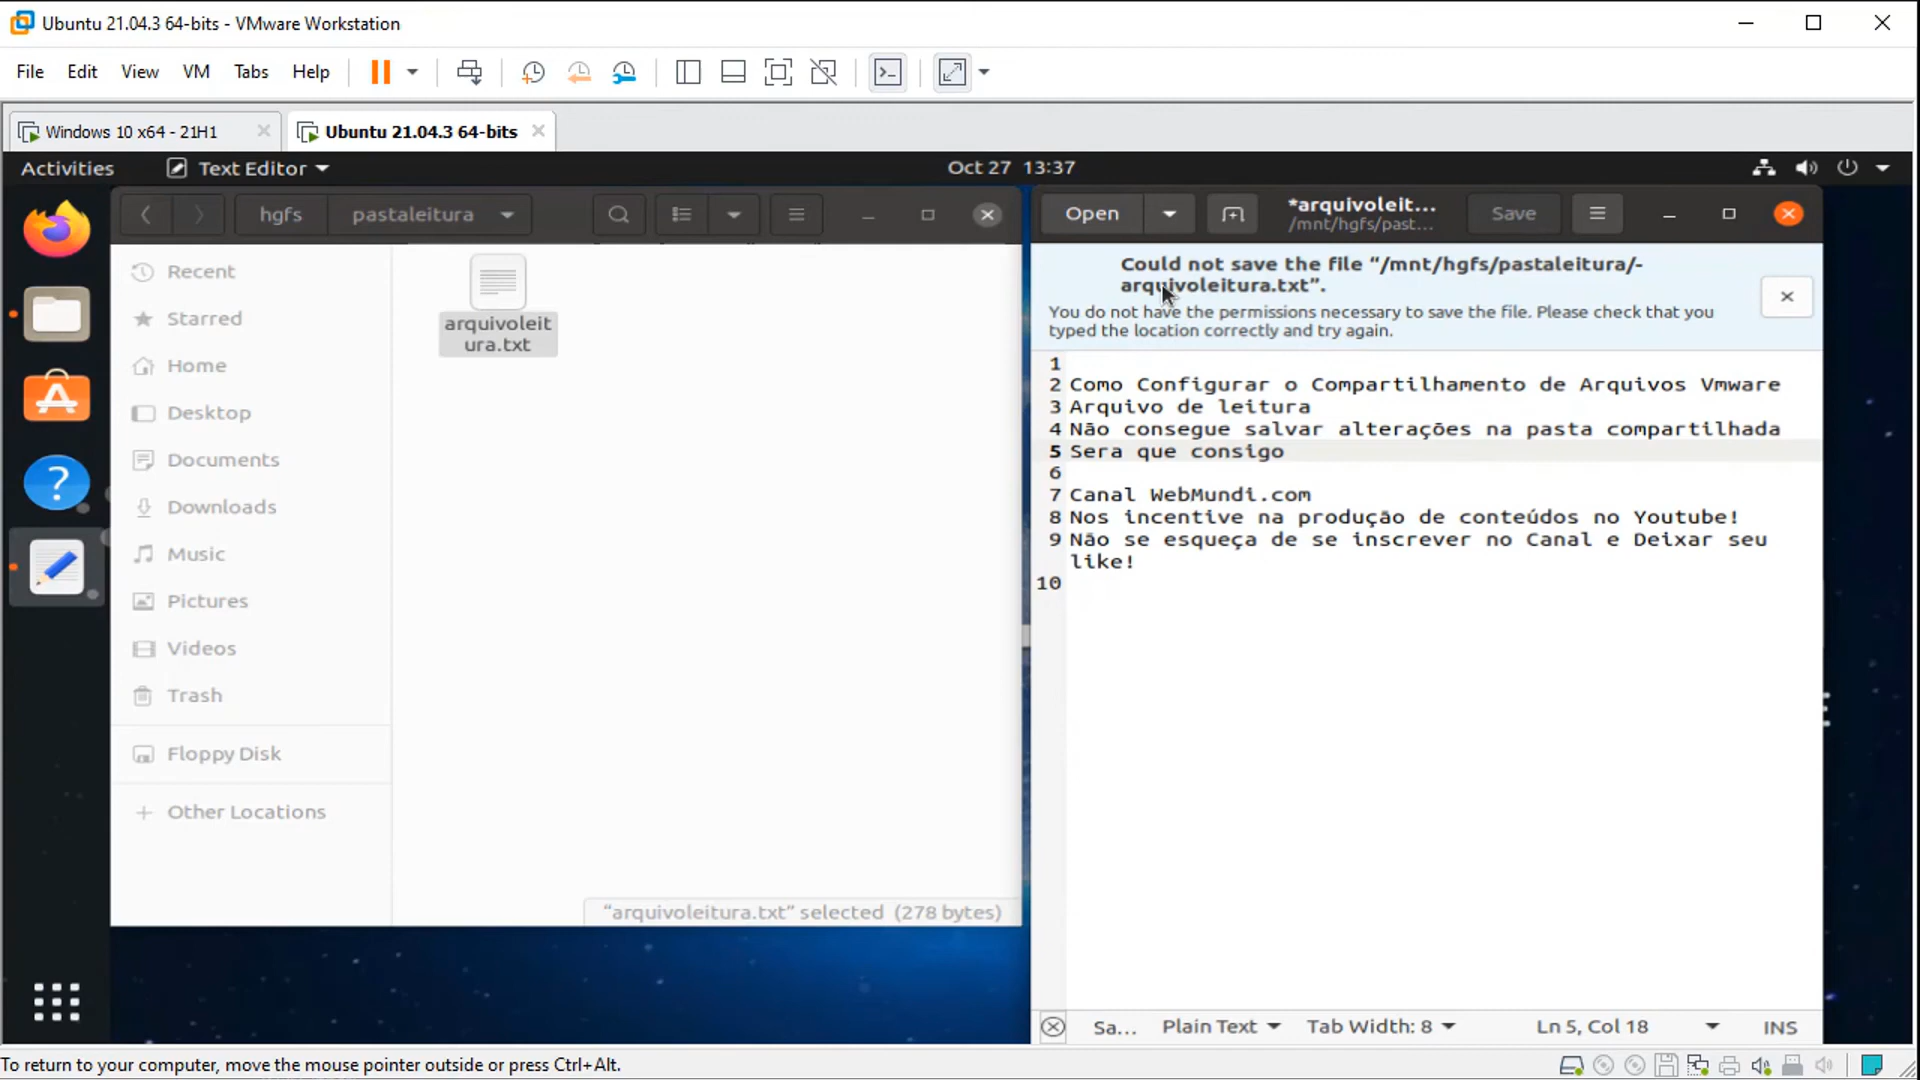 Ubuntu 21.04.3 64-bits - VMware Workstation
File Edit View VM Tabs Help
Windows 10 x64 - 21H1
Ubuntu 21.04.3 64-bits
Activities Text Editor Oct 27 13:37
hgfs pastaleitura
Recent
Starred
Home
Desktop
Documents
Downloads
Music
Pictures
Videos
Trash
Floppy Disk
Other Locations
arquivoleit
ura.txt
"arquivoleitura.txt" selected (278 bytes)
Open
*arquivoleit...
/mnt/hgfs/past...
Save
Could not save the file “/mnt/hgfs/pastaleitura/-
arquivoleitura.txt”.
You do not have the permissions necessary to save the file. Please check that you
typed the location correctly and try again.
1
2 Como Configurar o Compartilhamento de Arquivos Vmware
3 Arquivo de leitura
4 Não consegue salvar alterações na pasta compartilhada
5 Sera que consigo
6
7 Canal WebMundi.com
8 Nos incentive na produção de conteúdos no Youtube!
9 Não se esqueça de se inscrever no Canal e Deixar seu
like!
10
Sa... Plain Text Tab Width: 8 Ln 5, Col 18 INS
To return to your computer, move the mouse pointer outside or press Ctrl+Alt.